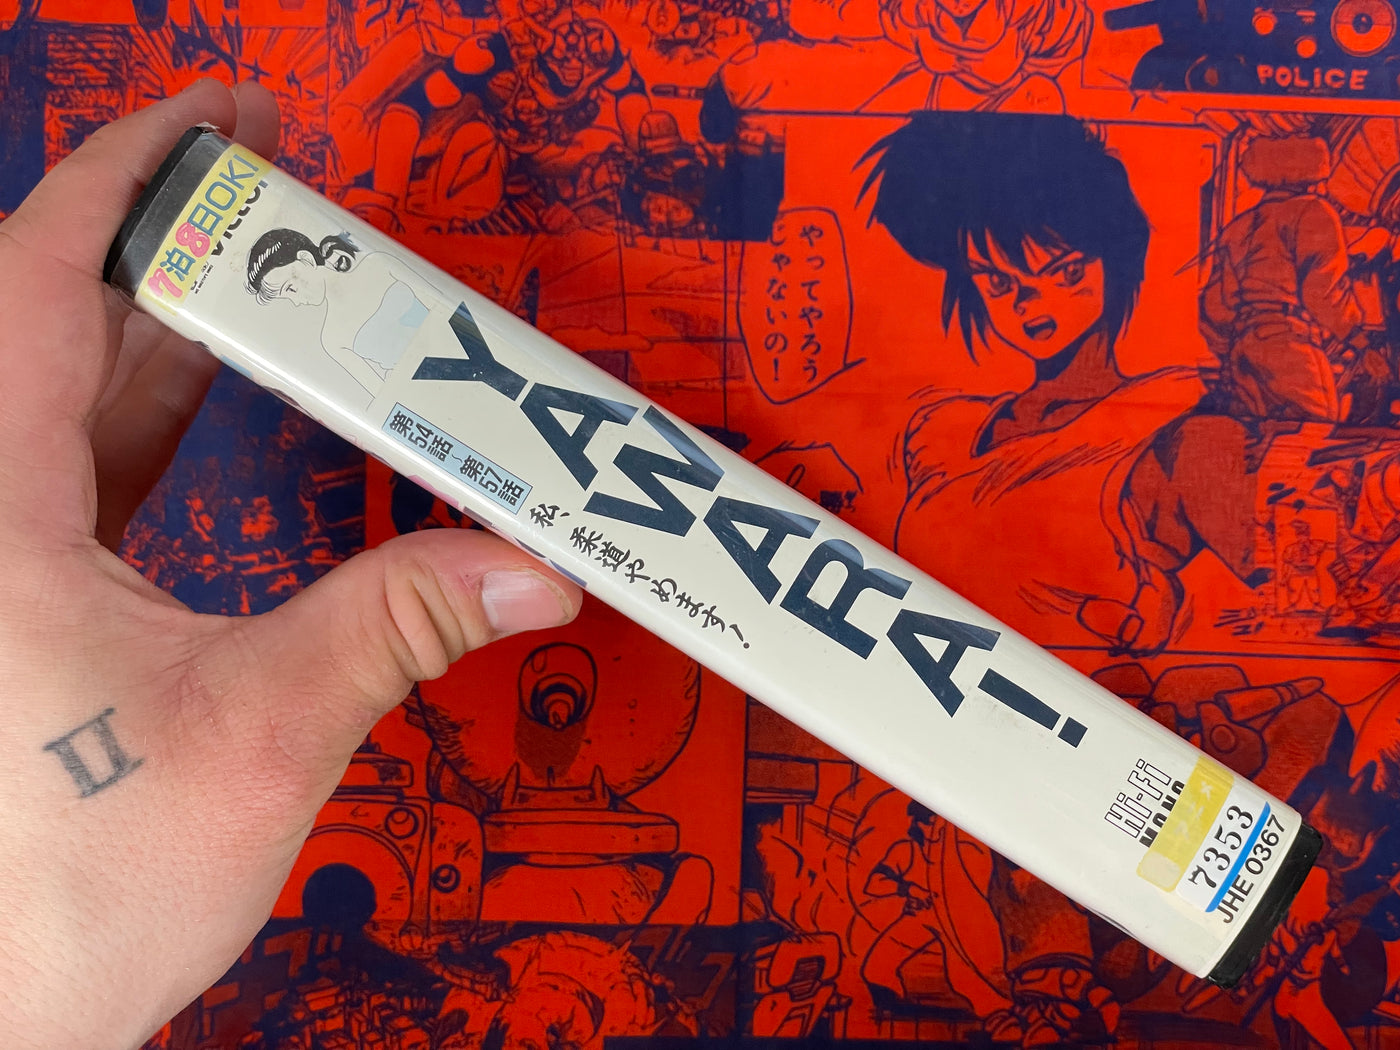 7泊8日OK!
Victor
YAWARA!
第54話~第57話
私、柔道やめます!
Hi-Fi
MONO
7353
JHE 0367
やってやろう
じゃないの!
POLICE